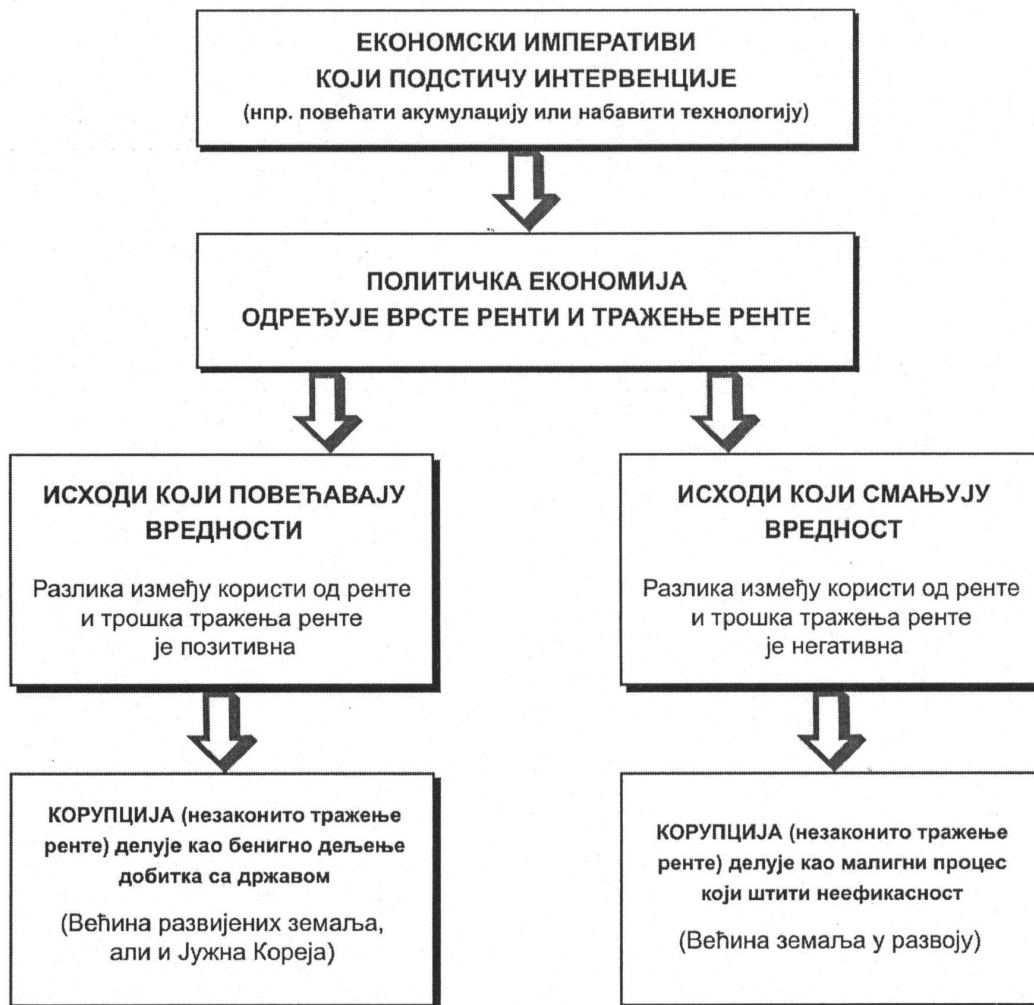 ЕКОНОМСКИ ИМПЕРАТИВИ
КОЈИ ПОДСТИЧУ ИНТЕРВЕНЦИЈЕ
(нпр. повећати акумулацију или набавити технологију)
ПОЛИТИЧКА ЕКОНОМИЈА
ОДРЕЂУЈЕ ВРСТЕ РЕНТИ И ТРАЖЕЊЕ РЕНТЕ
ИСХОДИ КОЈИ ПОВЕЋАВАЈУ
ВРЕДНОСТИ
Разлика између користи од ренте
и трошка тражења ренте
је позитивна
ИСХОДИ КОЈИ СМАЊУЈУ
ВРЕДНОСТ
Разлика између користи од ренте
и трошка тражења ренте
је негативна
КОРУПЦИЈА (незаконито тражење
ренте) делује као бенигно дељење
добитка са државом
(Већина развијених земаља,
али и Јужна Кореја)
КОРУПЦИЈА (незаконито тражење
ренте) делује као малигни процес
који штити неефикасност
(Већина земаља у развоју)